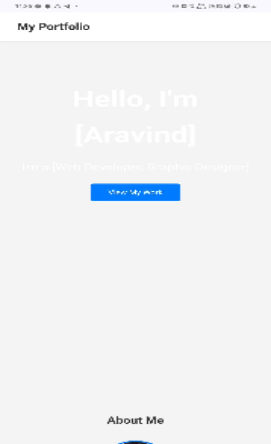 My Portfolio
Hello, I'm
[Aravind]
I'm a [Web Developer, Graphic Designer]
View My Work
About Me